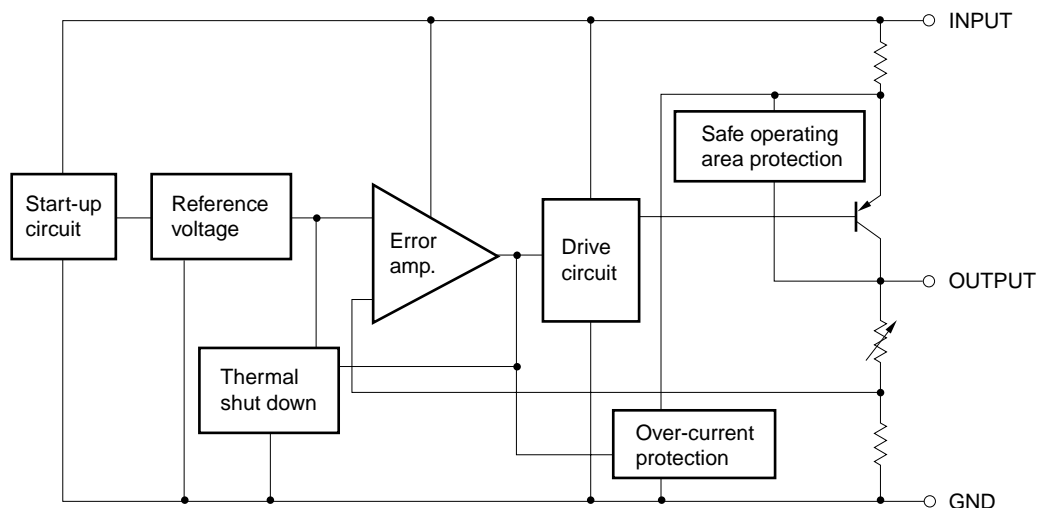 INPUT
Safe operating
area protection
Start-up
circuit
Reference
voltage
Error
amp.
Drive
circuit
OUTPUT
Thermal
shut down
Over-current
protection
GND